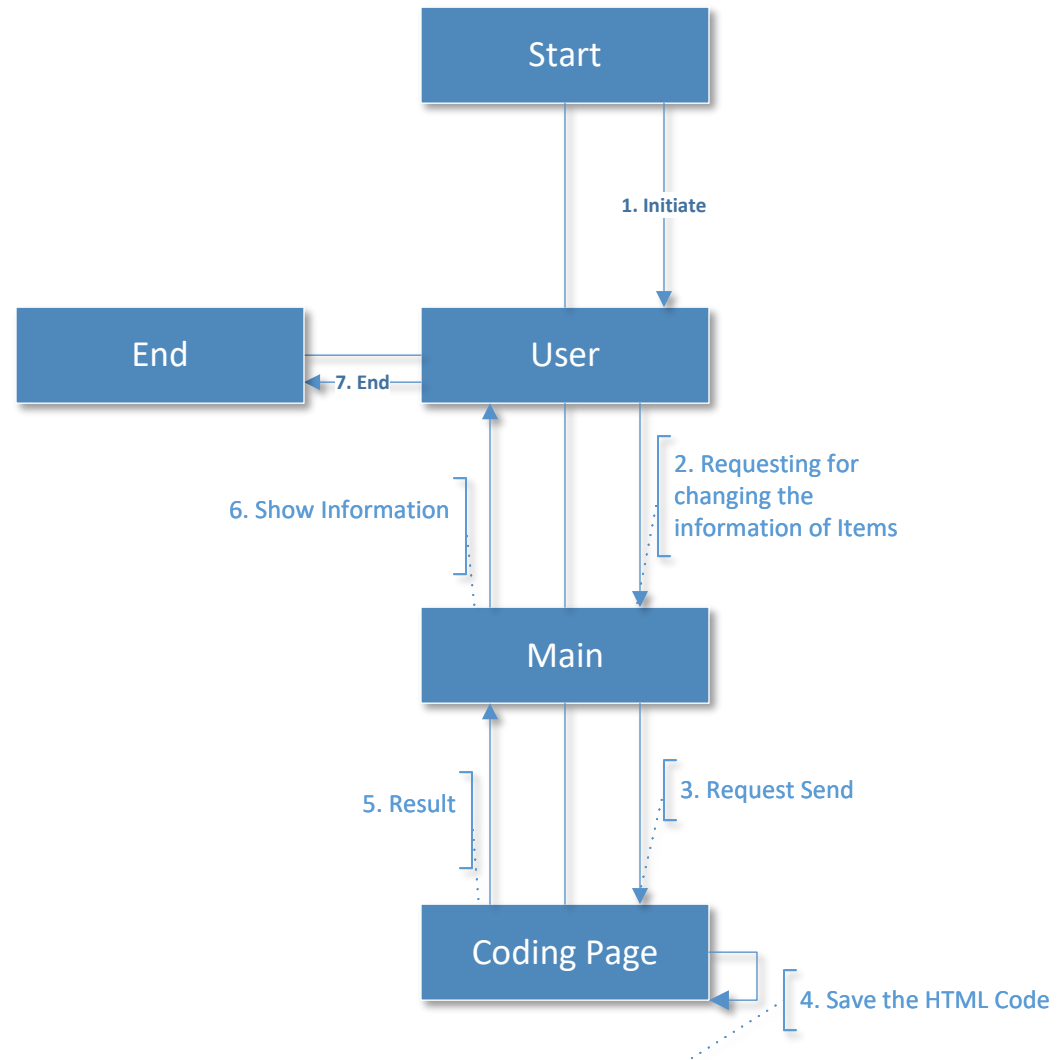 Start
1. Initiate
End
User
7. End
2. Requesting for
changing the
information of Items
6. Show Information
Main
3. Request Send
5. Result
Coding Page
4. Save the HTML Code